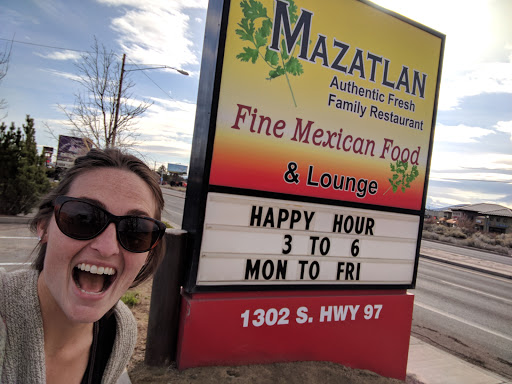 MAZATLAN
Authentic Fresh
Family Restaurant
Fine Mexican Food
& Lounge
HAPPY HOUR
3 TO 6
MON TO FRI
1302 S. HWY 97